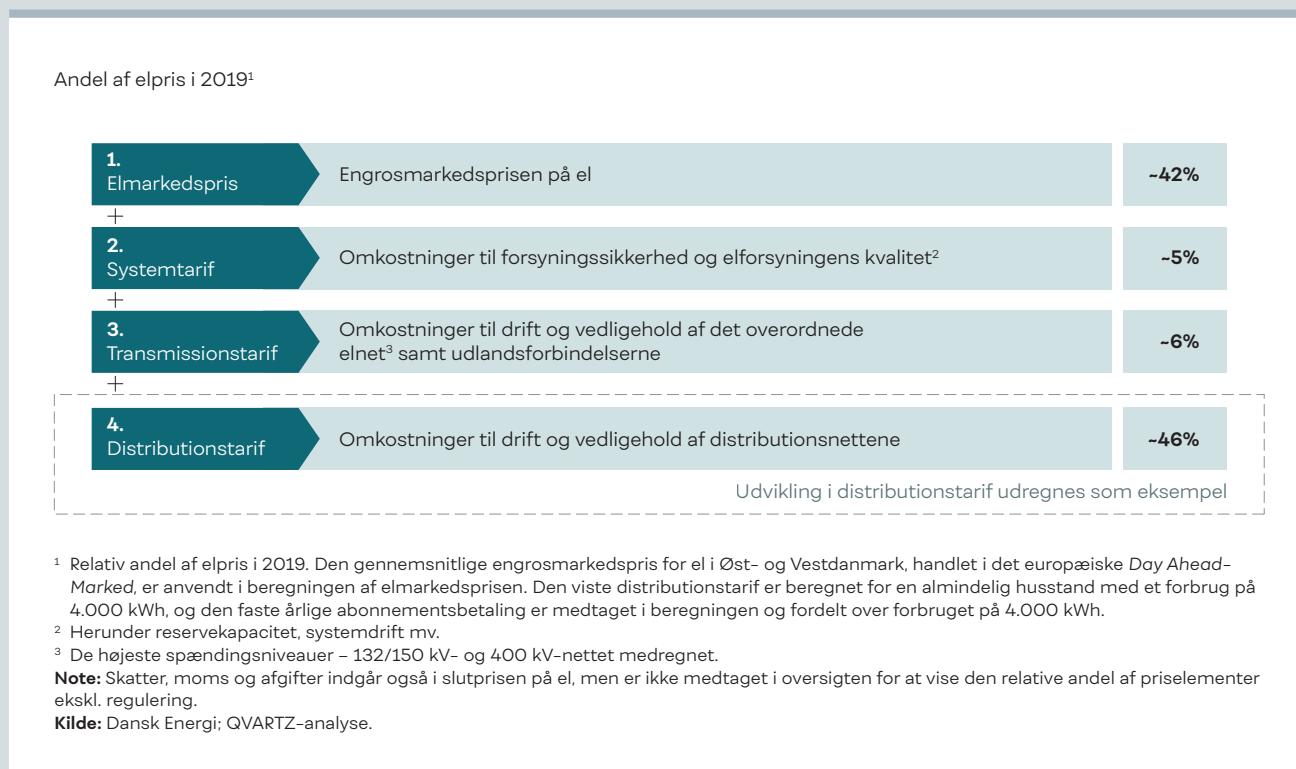 Andel af elpris i 2019¹
1.
Elmarkedspris
Engrosmarkedsprisen på el
~42%
+
2.
Systemtarif
Omkostninger til forsyningssikkerhed og elforsyningens kvalitet²
~5%
+
3.
Transmissionstarif
Omkostninger til drift og vedligehold af det overordnede
elnet³ samt udlandsforbindelserne
~6%
+
4.
Distributionstarif
Omkostninger til drift og vedligehold af distributionsnettene
~46%
Udvikling i distributionstarif udregnes som eksempel
¹ Relativ andel af elpris i 2019. Den gennemsnitlige engrosmarkedspris for el i Øst- og Vestdanmark, handlet i det europæiske Day Ahead-
Marked, er anvendt i beregningen af elmarkedsprisen. Den viste distributionstarif er beregnet for en almindelig husstand med et forbrug på
4.000 kWh, og den faste årlige abonnementsbetaling er medtaget i beregningen og fordelt over forbruget på 4.000 kWh.
² Herunder reservekapacitet, systemdrift mv.
³ De højeste spændingsniveauer – 132/150 kV- og 400 kV-nettet medregnet.
Note: Skatter, moms og afgifter indgår også i slutprisen på el, men er ikke medtaget i oversigten for at vise den relative andel af priselementer
ekskl. regulering.
Kilde: Dansk Energi; QVARTZ-analyse.